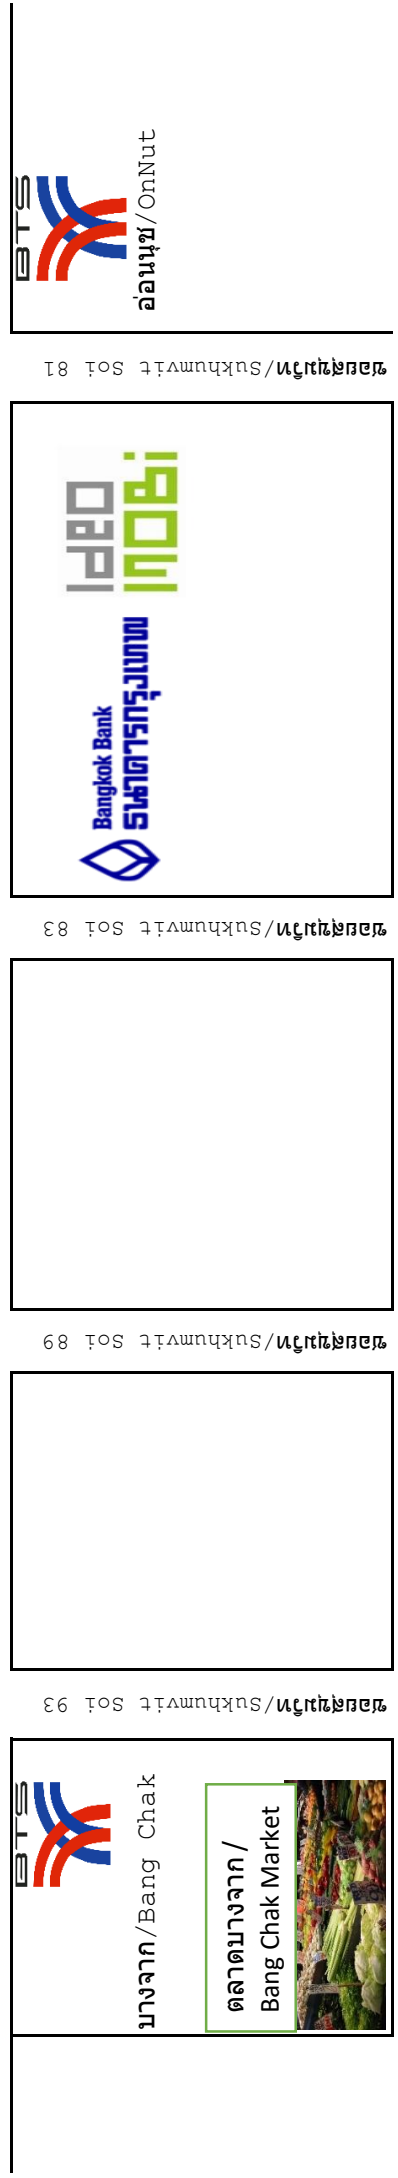 BTS
อ่อนนุช/OnNut
ซอยสุขุมวิท/Sukhumvit Soi 81
IDEO
mobi
Bangkok Bank
ธนาคารกรุงเทพ
ซอยสุขุมวิท/Sukhumvit Soi 83
ซอยสุขุมวิท/Sukhumvit Soi 89
ซอยสุขุมวิท/Sukhumvit Soi 93
BTS
บางจาก/Bang Chak
ตลาดบางจาก/
Bang Chak Market